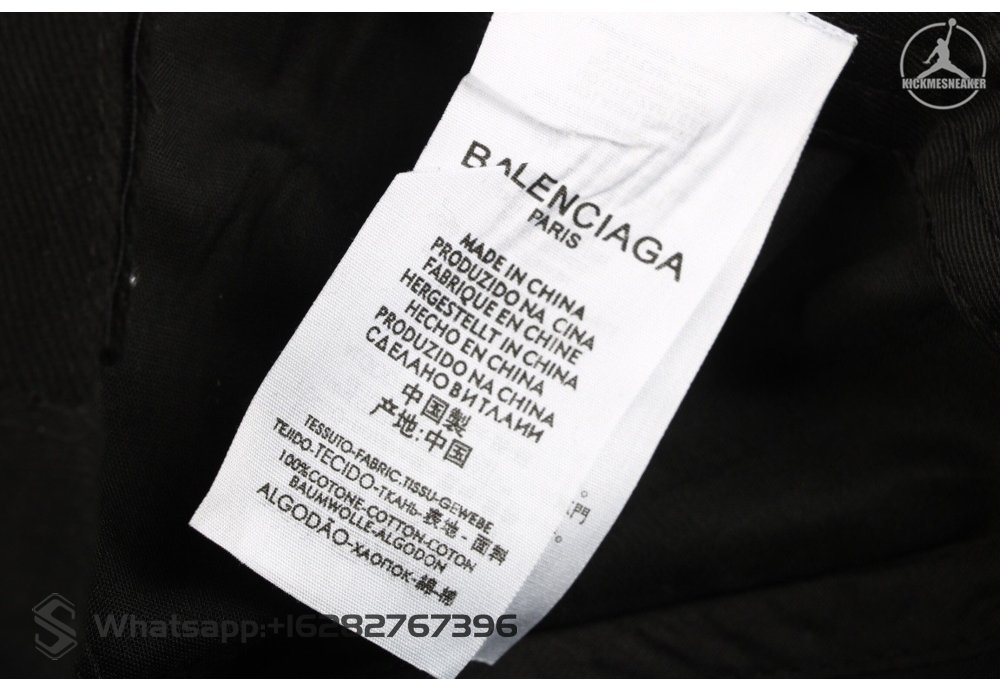 KICKMESNEAKER
BALENCIAGA
PARIS
MADE IN CHINA
PRODUZIDO NA CINA
FABRIQUE EN CHINE
HERGESTELLT IN CHINA
HECHO EN CHINA
PRODUZIDO NA CHINA
СДЕЛАНО В ИТЛАИИ
中国製
产地:中国
TESSUTO-FABRIC.TISSU-GEWEBE
TEJIDO-TECIDO-ТКАНЬ-表地-面料
100%COTONE-COTTON-COTON
BAUMWOLLE-ALGODON
ALGODÃO-ХЛОПОК-綿-棉
門
Whatsapp:+16282767396